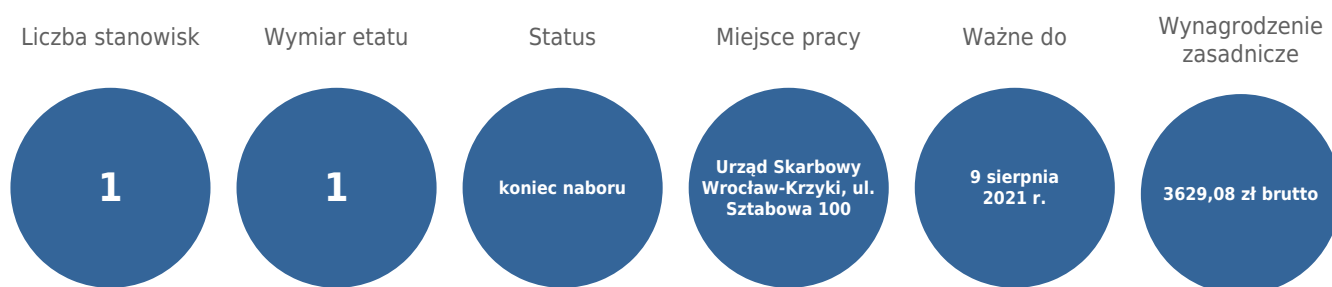 Liczba stanowisk
1
Wymiar etatu
1
Status
koniec naboru
Miejsce pracy
Urząd Skarbowy
Wrocław-Krzyki, ul.
Sztabowa 100
Ważne do
9 sierpnia
2021 r.
Wynagrodzenie
zasadnicze
3629,08 zł brutto